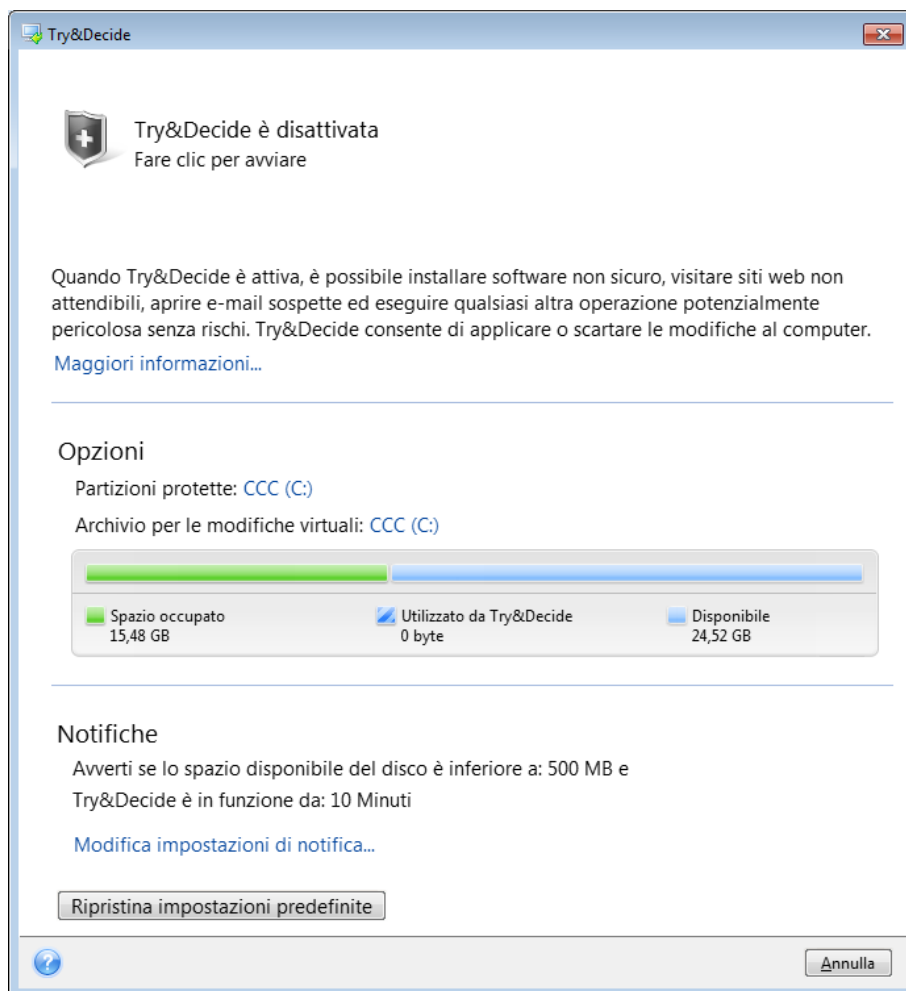 Try&Decide
Try&Decide è disattivata
Fare clic per avviare
Quando Try&Decide è attiva, è possibile installare software non sicuro, visitare siti web non
attendibili, aprire e-mail sospette ed eseguire qualsiasi altra operazione potenzialmente
pericolosa senza rischi. Try&Decide consente di applicare o scartare le modifiche al computer.
Maggiori informazioni...
Opzioni
Partizioni protette: CCC (C:)
Archivio per le modifiche virtuali: CCC (C:)
Spazio occupato
15,48 GB
Utilizzato da Try&Decide
0 byte
Disponibile
24,52 GB
Notifiche
Avverti se lo spazio disponibile del disco è inferiore a: 500 MB e
Try&Decide è in funzione da: 10 Minuti
Modifica impostazioni di notifica...
Ripristina impostazioni predefinite
?
Annulla